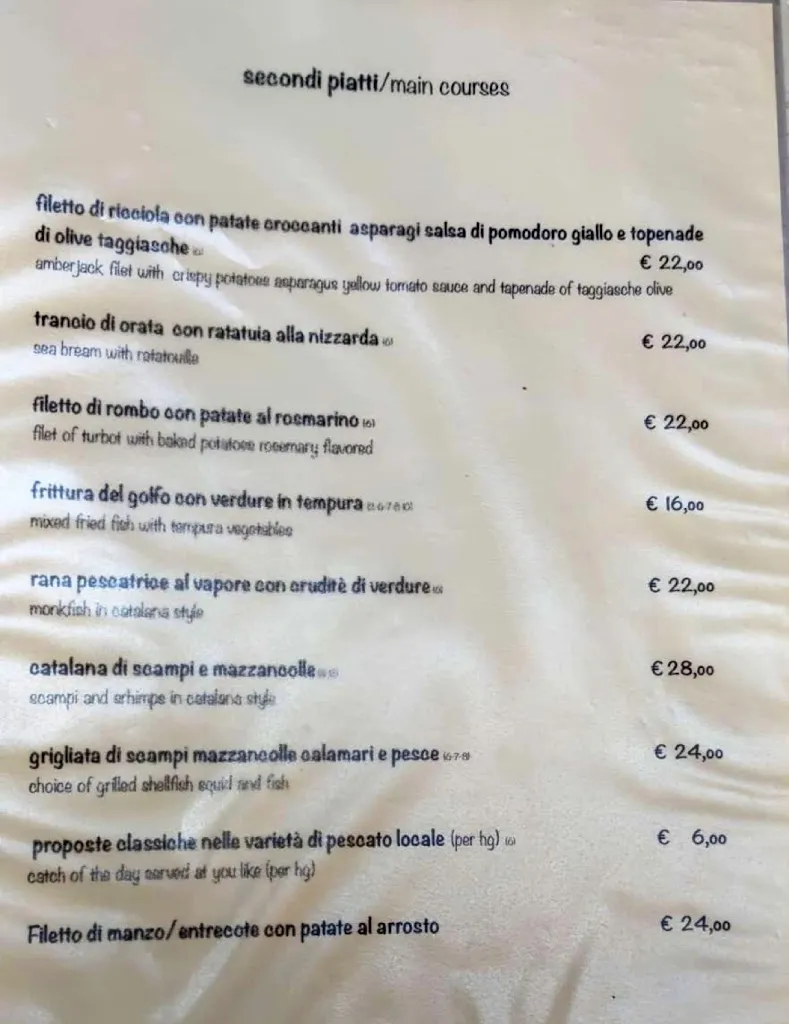 secondi piatti/main courses
filetto di ricciola con patate croccanti asparagi salsa di pomodoro giallo e topenade
di olive taggiasche
€ 22,00
amberjack filet with crispy potatoes asparagus yellow tomato sauce and tapenade of taggiasche olive
trancio di orata con ratatuia alla nizzarda (6)
€ 22,00
sea bream with ratatouille
filetto di rombo con patate al rosmarino (6)
€ 22,00
filet of turbot with baked potatoes rosemary flavored
frittura del golfo con verdure in tempura
€ 16,00
mixed fried fish with tempura vegetables
rana pescatrice al vapore con cruditè di verdure
€ 22,00
monkfish in catalana style
catalana di scampi e mazzancolle
€ 28,00
scampi and shrimps in catalana style
grigliata di scampi mazzancolle calamari e pesce (6-7-8)
€ 24,00
choice of grilled shellfish squid and fish
proposte classiche nelle varietà di pescato locale (per hg) (6)
€ 6,00
catch of the day served at you like (per hg)
Filetto di manzo/entrecote con patate al arrosto
€ 24,00